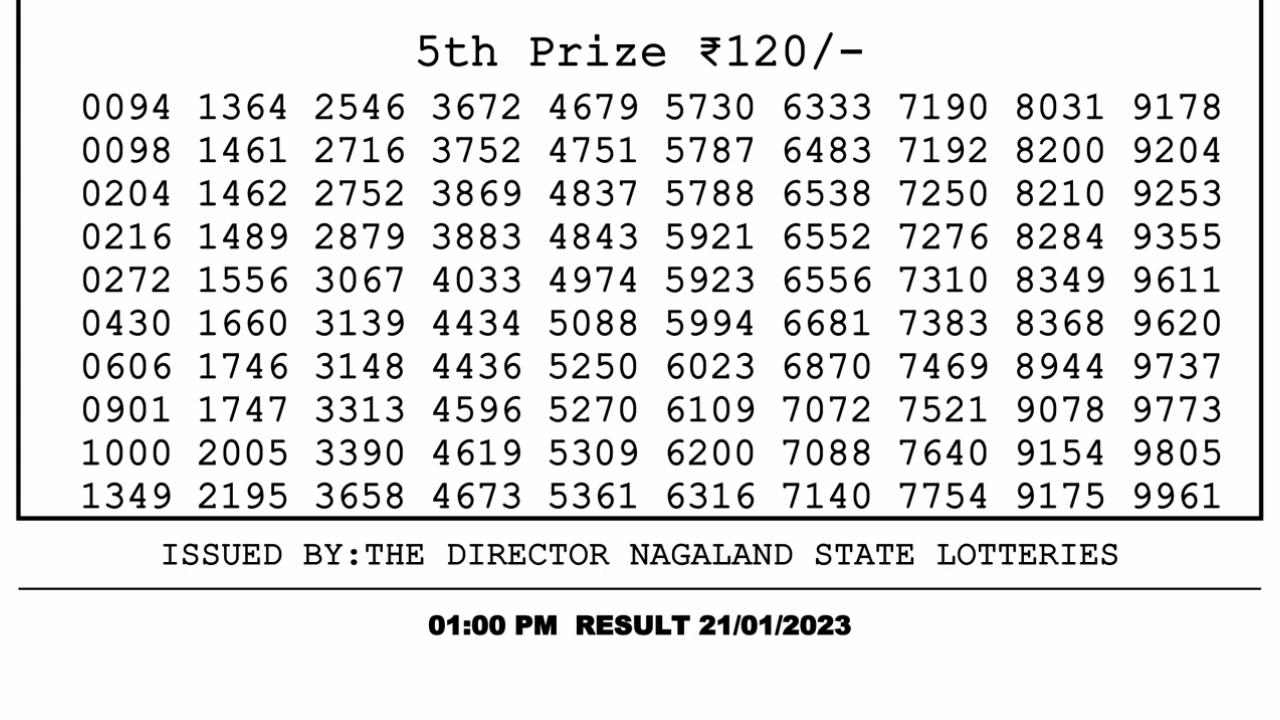 5th Prize ₹120/-
0094 1364 2546 3672 4679 5730 6333 7190 8031 9178
0098 1461 2716 3752 4751 5787 6483 7192 8200 9204
0204 1462 2752 3869 4837 5788 6538 7250 8210 9253
0216 1489 2879 3883 4843 5921 6552 7276 8284 9355
0272 1556 3067 4033 4974 5923 6556 7310 8349 9611
0430 1660 3139 4434 5088 5994 6681 7383 8368 9620
0606 1746 3148 4436 5250 6023 6870 7469 8944 9737
0901 1747 3313 4596 5270 6109 7072 7521 9078 9773
1000 2005 3390 4619 5309 6200 7088 7640 9154 9805
1349 2195 3658 4673 5361 6316 7140 7754 9175 9961
ISSUED BY:THE DIRECTOR NAGALAND STATE LOTTERIES
01:00 PM RESULT 21/01/2023